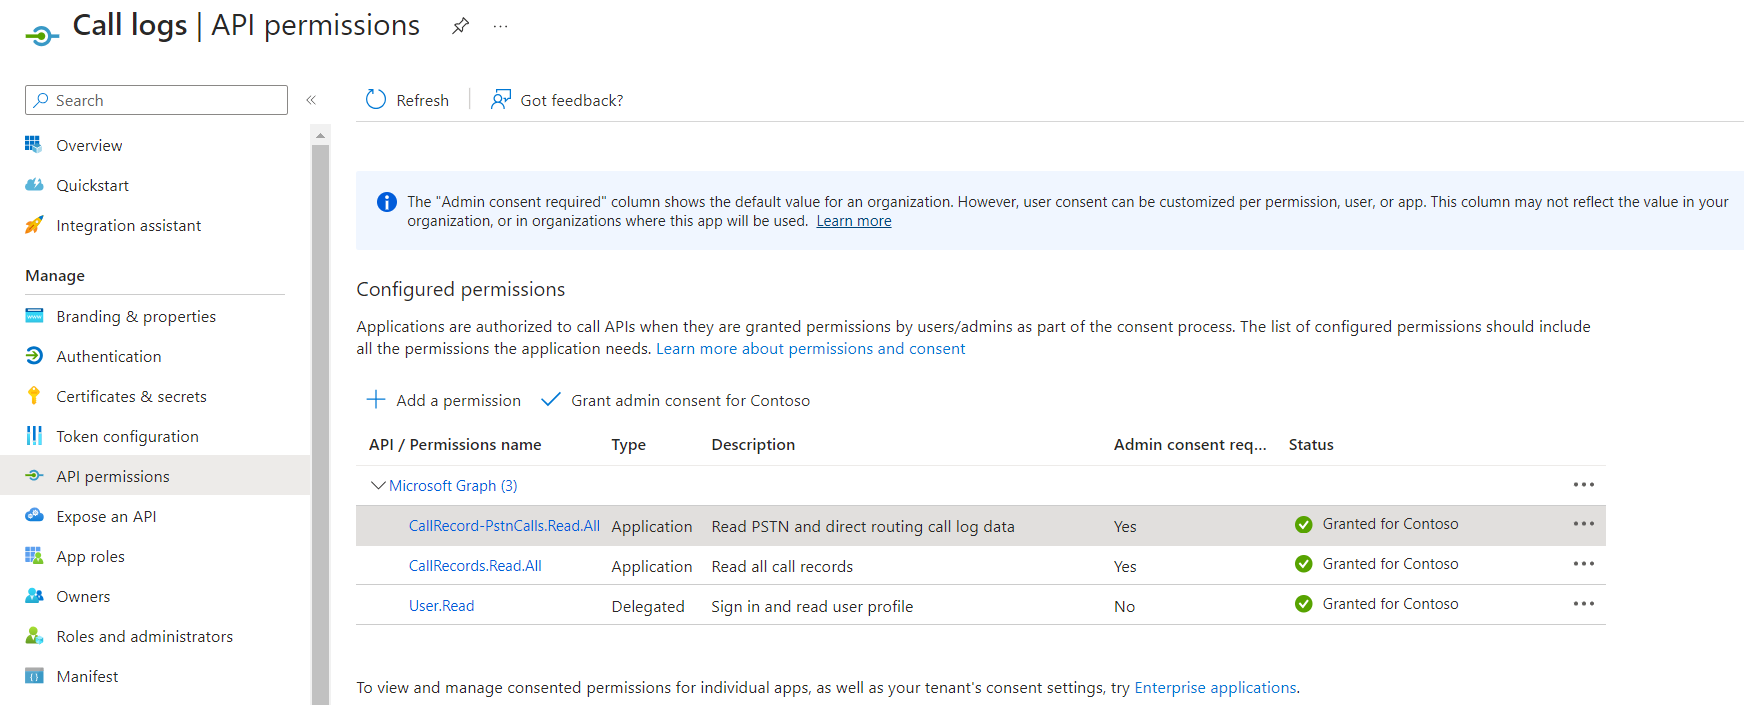 Call logs | API permissions
Search
Refresh
Got feedback?
Overview
Quickstart
Integration assistant
Manage
Branding & properties
Authentication
Certificates & secrets
Token configuration
API permissions
Expose an API
App roles
Owners
Roles and administrators
Manifest
The "Admin consent required" column shows the default value for an organization. However, user consent can be customized per permission, user, or app. This column may not reflect the value in your
organization, or in organizations where this app will be used. Learn more
Configured permissions
Applications are authorized to call APIs when they are granted permissions by users/admins as part of the consent process. The list of configured permissions should include
all the permissions the application needs. Learn more about permissions and consent
Add a permission
Grant admin consent for Contoso
API / Permissions name Type Description Admin consent req... Status
Microsoft Graph (3)
CallRecord-PstnCalls.Read.All Application Read PSTN and direct routing call log data Yes Granted for Contoso
CallRecords.Read.All Application Read all call records Yes Granted for Contoso
User.Read Delegated Sign in and read user profile No Granted for Contoso
To view and manage consented permissions for individual apps, as well as your tenant's consent settings, try Enterprise applications.